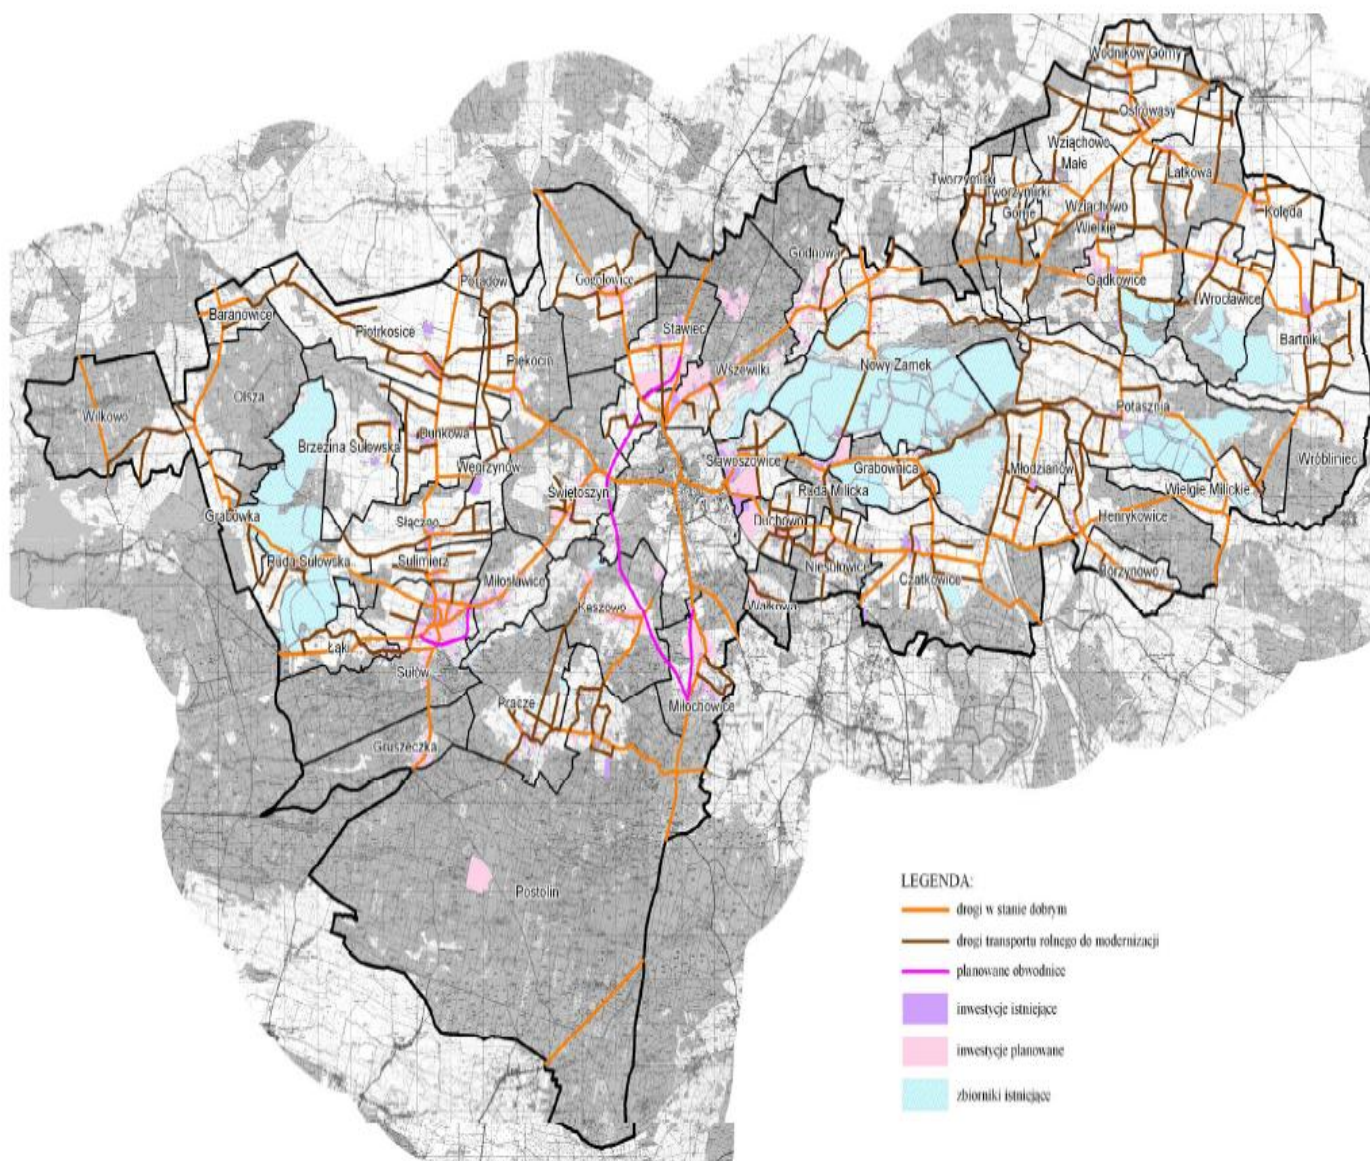 Wodników Górny
Ostrowąsy
Wziąchowo
Małe
Łątkowa
Tworzymirki
Tworzymirki
Górne
Wziąchowo
Wielkie
Kolęda
Godnowa
Gądkowice
Wrocławice
Bartniki
Potasznia
Wróbliniec
Wielgie Milickie
Henrykowice
Borzynowo
Młodzianów
Nowy Zamek
Grabownica
Ruda Milicka
Sławoszowice
Duchowo
Niesułowice
Czatkowice
Wałkowa
Wszewilki
Stawiec
Gogołowice
Poradów
Piękocin
Piotrkosice
Baranowice
Olsza
Wilkowo
Brzezina Sułowska
Dunkowa
Węgrzynów
Świętoszyn
Grabówka
Słączno
Sulimierz
Ruda Sułowska
Miłosławice
Kaszowo
Łąki
Sułów
Pracze
Miłochowice
Gruszeczka
Postolin
LEGENDA:
drogi w stanie dobrym
drogi transportu rolnego do modernizacji
planowane obwodnice
inwestycje istniejące
inwestycje planowane
zbiorniki istniejące